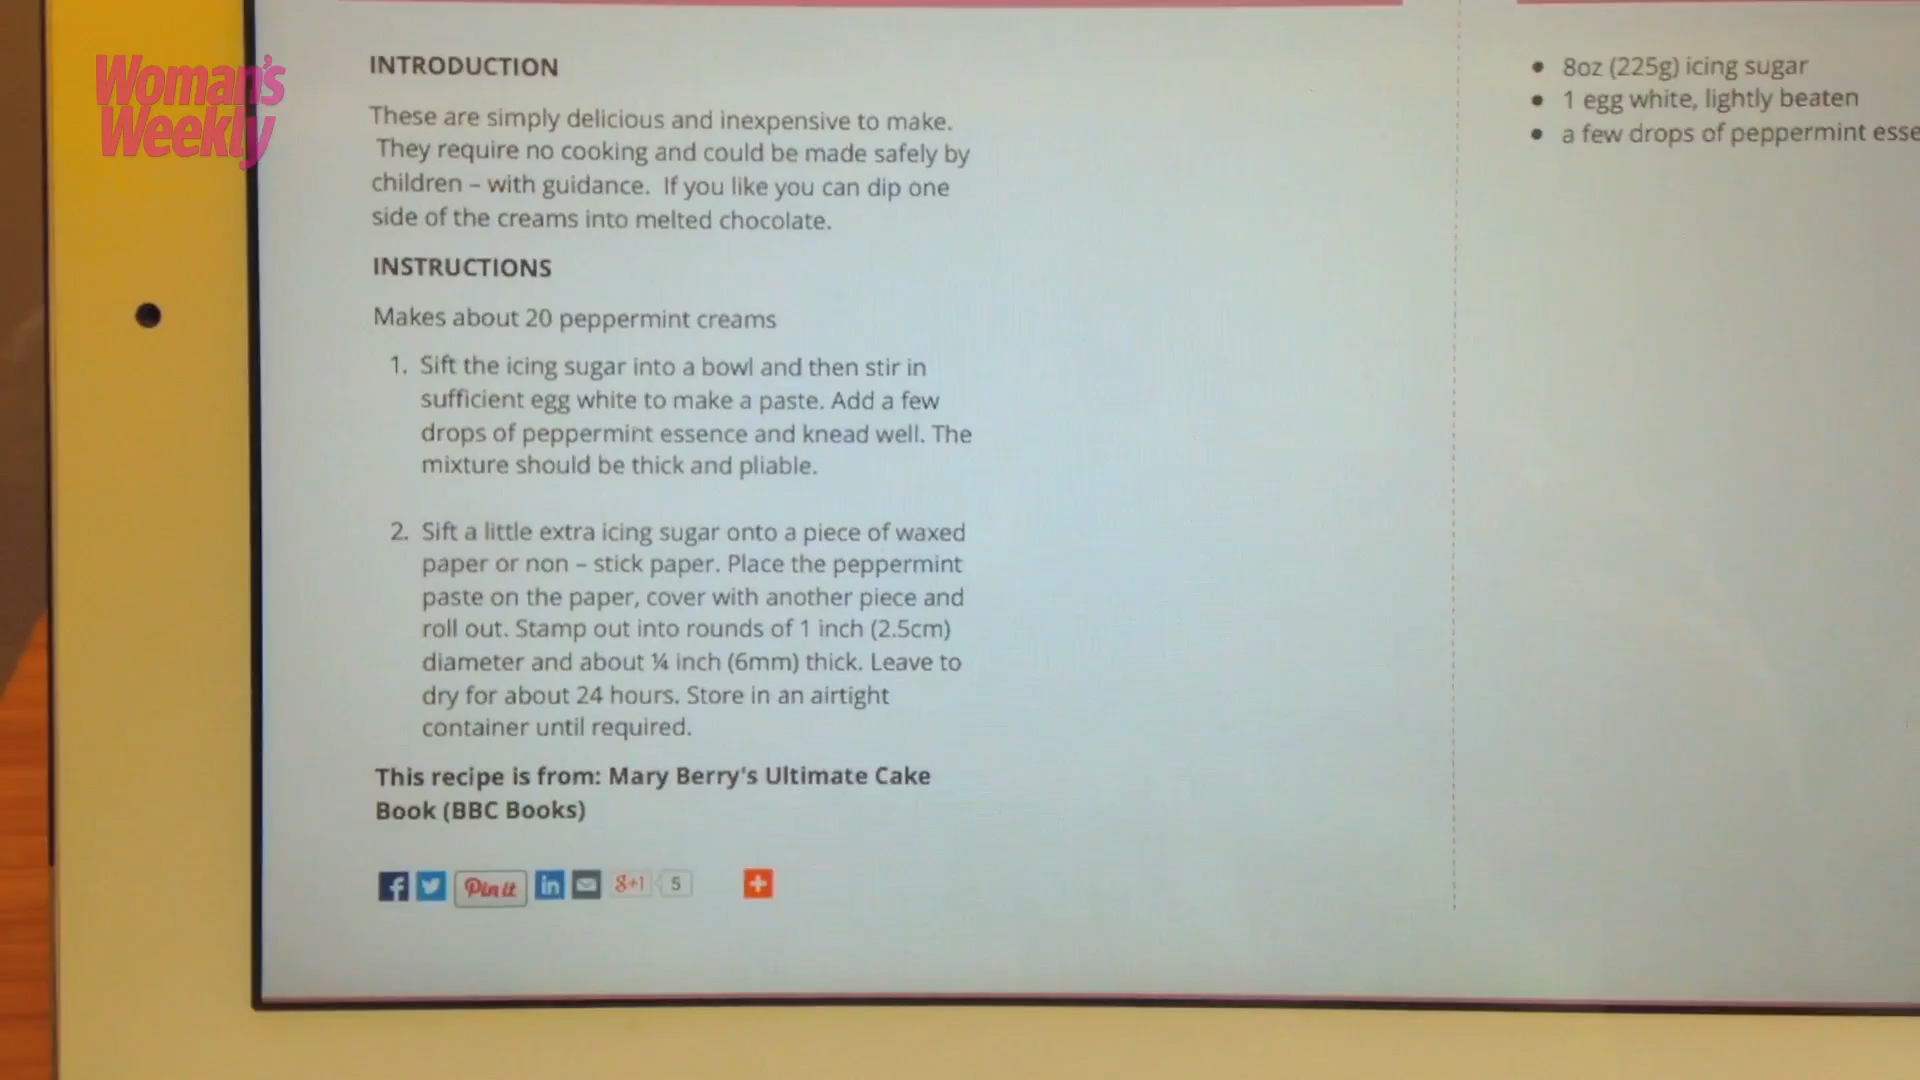 Woman's
Weekly
INTRODUCTION
These are simply delicious and inexpensive to make.
They require no cooking and could be made safely by
children – with guidance. If you like you can dip one
side of the creams into melted chocolate.
INSTRUCTIONS
Makes about 20 peppermint creams
1. Sift the icing sugar into a bowl and then stir in
sufficient egg white to make a paste. Add a few
drops of peppermint essence and knead well. The
mixture should be thick and pliable.
2. Sift a little extra icing sugar onto a piece of waxed
paper or non – stick paper. Place the peppermint
paste on the paper, cover with another piece and
roll out. Stamp out into rounds of 1 inch (2.5cm)
diameter and about ¼ inch (6mm) thick. Leave to
dry for about 24 hours. Store in an airtight
container until required.
This recipe is from: Mary Berry's Ultimate Cake
Book (BBC Books)
f Pin it in g+1 5
• 8oz (225g) icing sugar
• 1 egg white, lightly beaten
• a few drops of peppermint esse